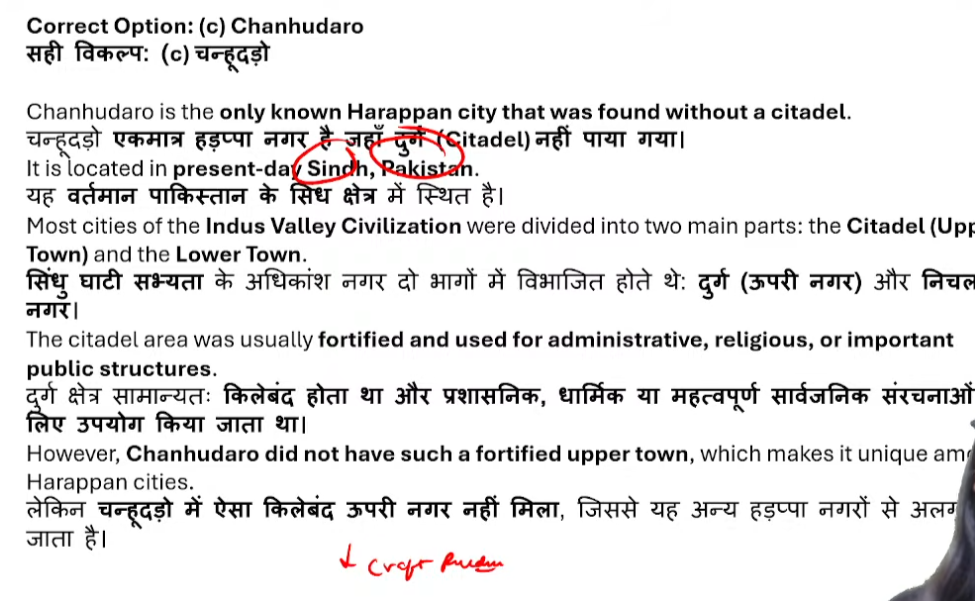 Correct Option: (c) Chanhudaro
सही विकल्प: (c) चन्हूदड़ो
Chanhudaro is the only known Harappan city that was found without a citadel.
चन्हूदड़ो एकमात्र हड़प्पा नगर है जहाँ दुर्ग (Citadel) नहीं पाया गया।
It is located in present-day Sindh, Pakistan.
यह वर्तमान पाकिस्तान के सिंध क्षेत्र में स्थित है।
Most cities of the Indus Valley Civilization were divided into two main parts: the Citadel (Upp
Town) and the Lower Town.
सिंधु घाटी सभ्यता के अधिकांश नगर दो भागों में विभाजित होते थे: दुर्ग (ऊपरी नगर) और निचल
नगर।
The citadel area was usually fortified and used for administrative, religious, or important
public structures.
दुर्ग क्षेत्र सामान्यतः किलेबंद होता था और प्रशासनिक, धार्मिक या महत्वपूर्ण सार्वजनिक संरचनाओं
लिए उपयोग किया जाता था।
However, Chanhudaro did not have such a fortified upper town, which makes it unique am
Harappan cities.
लेकिन चन्हूदड़ो में ऐसा किलेबंद ऊपरी नगर नहीं मिला, जिससे यह अन्य हड़प्पा नगरों से अलग
जाता है।
Craft